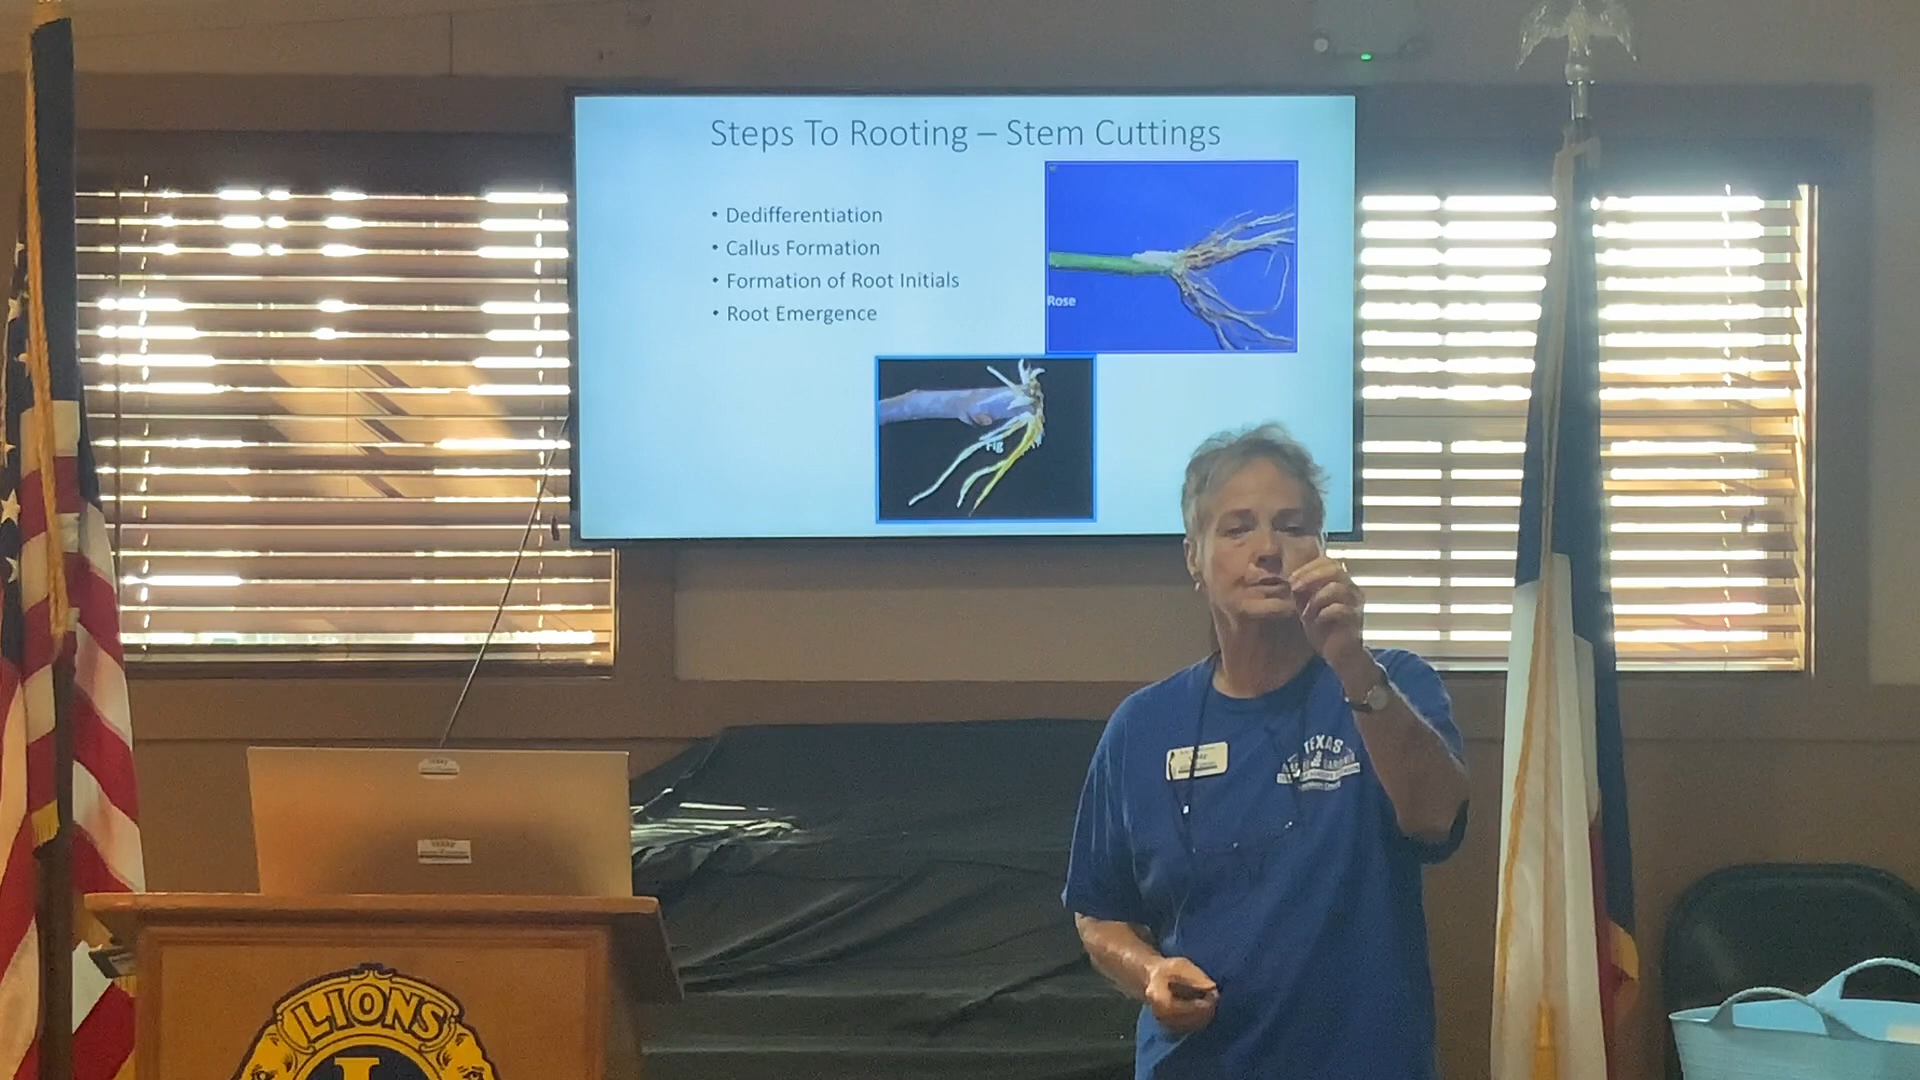 Steps To Rooting – Stem Cuttings
• Dedifferentiation
• Callus Formation
• Formation of Root Initials
• Root Emergence
Rose
Fig
TEXAS
LIONS
L